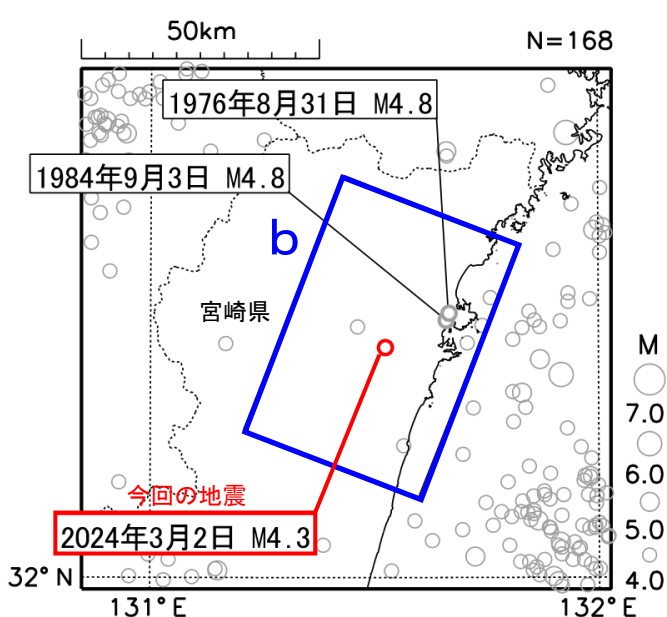 50km
N=168
1976年8月31日 M4.8
1984年9月3日 M4.8
b
宮崎県
M
7.0
6.0
5.0
4.0
今回の地震
2024年3月2日 M4.3
32°N
131°E
132°E